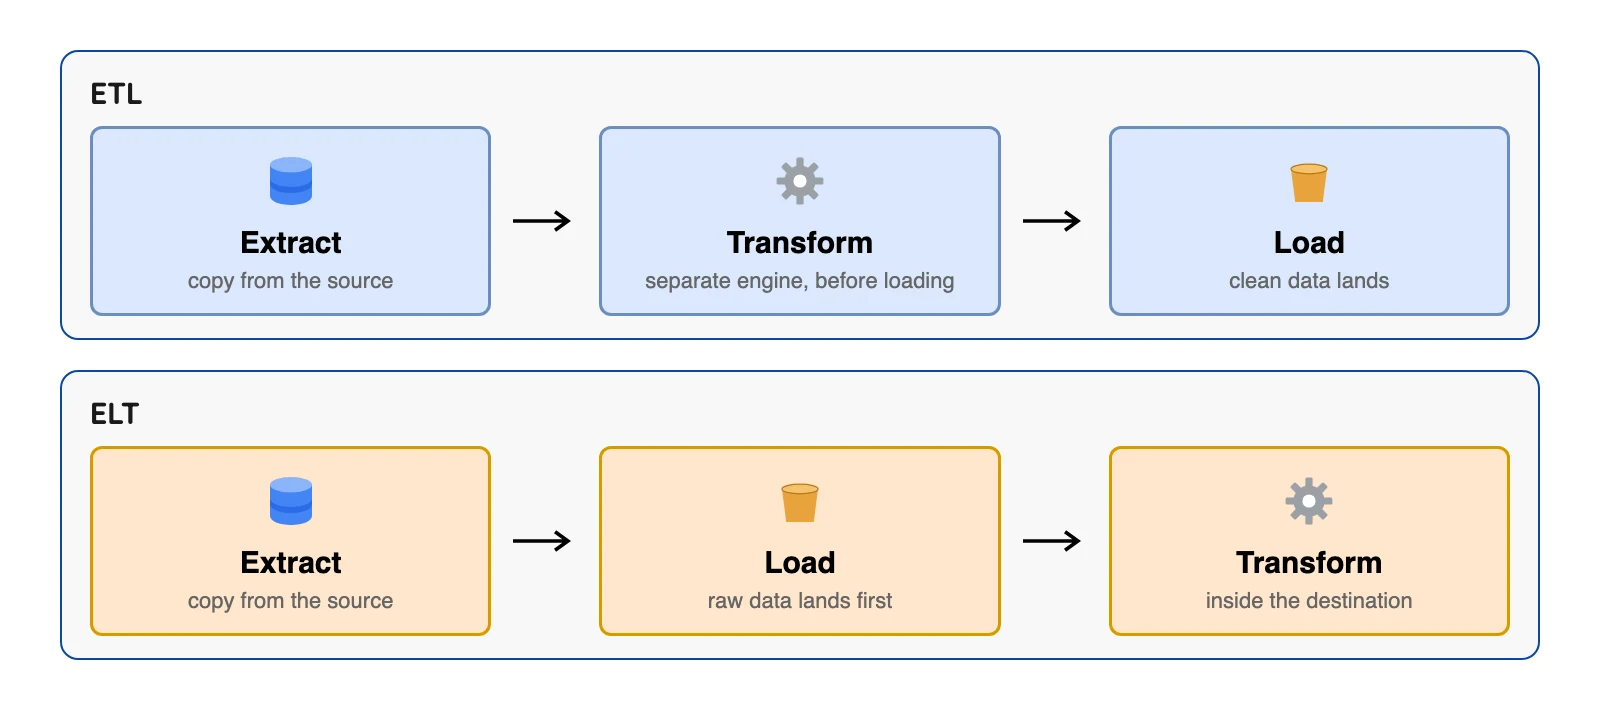 ETL
Extract
copy from the source
Transform
separate engine, before loading
Load
clean data lands
ELT
Extract
copy from the source
Load
raw data lands first
Transform
inside the destination